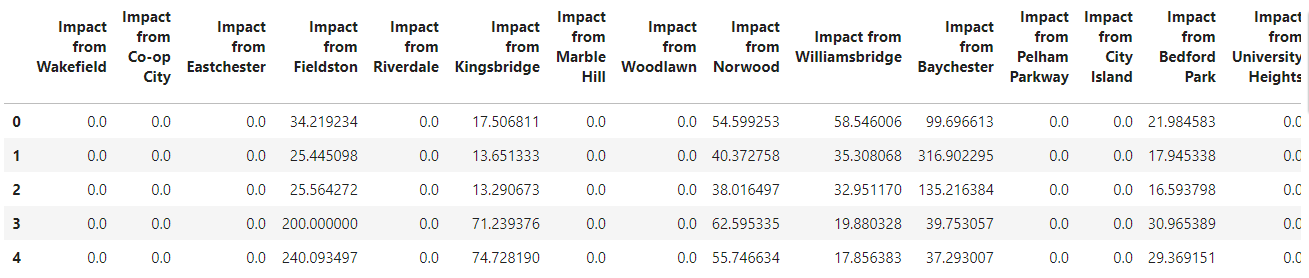 Impact from Wakefield Impact from Co-op City Impact from Eastchester Impact from Fieldston Impact from Riverdale Impact from Kingsbridge Impact from Marble Hill Impact from Woodlawn Impact from Norwood Impact from Williamsbridge Impact from Baychester Impact from Pelham Parkway Impact from City Island Impact from Bedford Park Impact from University Heights
0 0.0 0.0 0.0 34.219234 0.0 17.506811 0.0 0.0 54.599253 58.546006 99.696613 0.0 0.0 21.984583 0.0
1 0.0 0.0 0.0 25.445098 0.0 13.651333 0.0 0.0 40.372758 35.308068 316.902295 0.0 0.0 17.945338 0.0
2 0.0 0.0 0.0 25.564272 0.0 13.290673 0.0 0.0 38.016497 32.951170 135.216384 0.0 0.0 16.593798 0.0
3 0.0 0.0 0.0 200.000000 0.0 71.239376 0.0 0.0 62.595335 19.880328 39.753057 0.0 0.0 30.965389 0.0
4 0.0 0.0 0.0 240.093497 0.0 74.728190 0.0 0.0 55.746634 17.856383 37.293007 0.0 0.0 29.369151 0.0